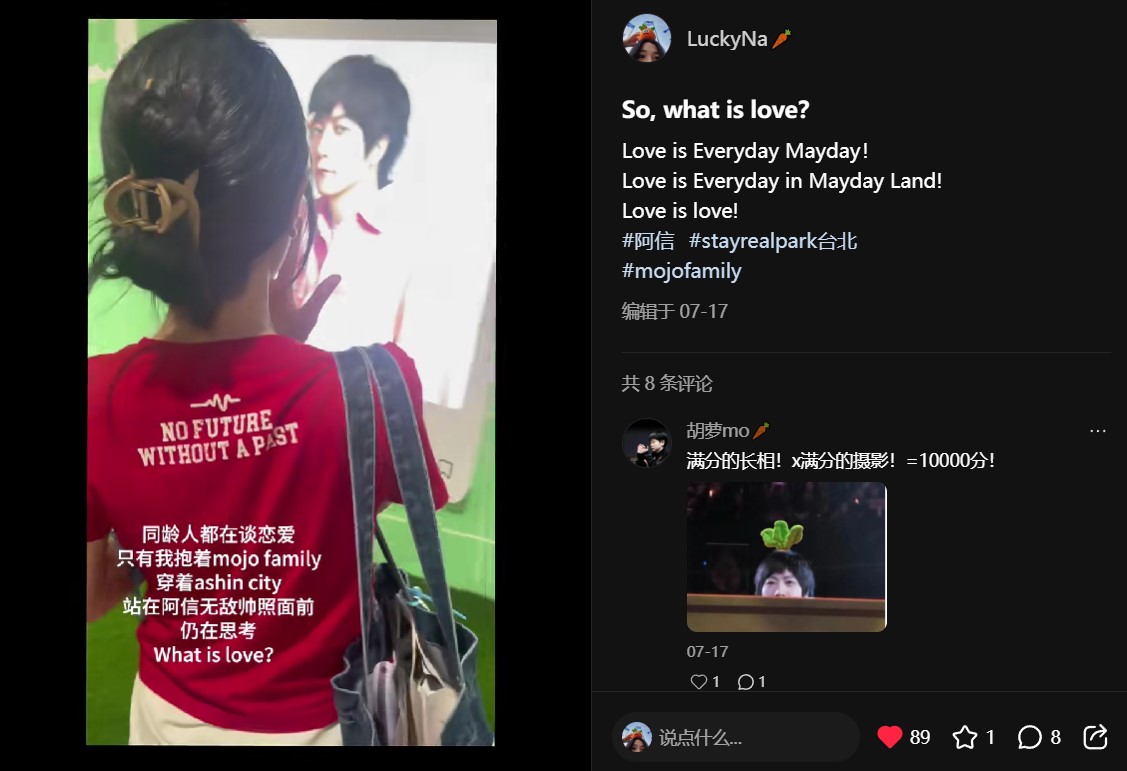 NO FUTURE
WITHOUT A PAST
同龄人都在谈恋爱
只有我抱着mojo family
穿着ashin city
站在阿信无敌帅照面前
仍在思考
What is love?
LuckyNa🥕
So, what is love?
Love is Everyday Mayday!
Love is Everyday in Mayday Land!
Love is love!
#阿信 #stayrealpark台北
#mojofamily
编辑于 07-17
共 8 条评论
胡萝mo🥕
满分的长相！x满分的摄影！=10000分！
07-17
1 1
说点什么...
89 1 8